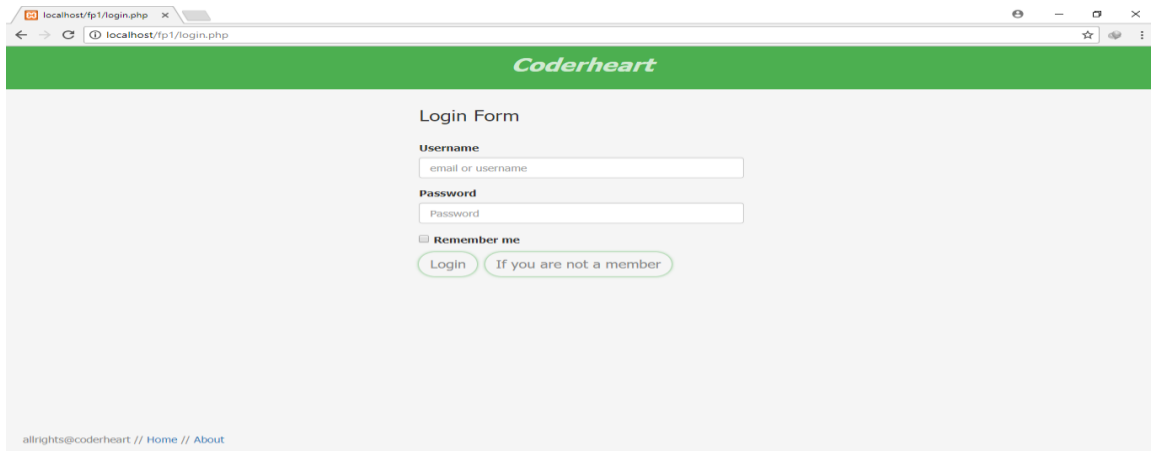 localhost/fp1/login.php
localhost/fp1/login.php
Coderheart
Login Form
Username
email or username
Password
Password
Remember me
Login If you are not a member
allrights@coderheart // Home // About